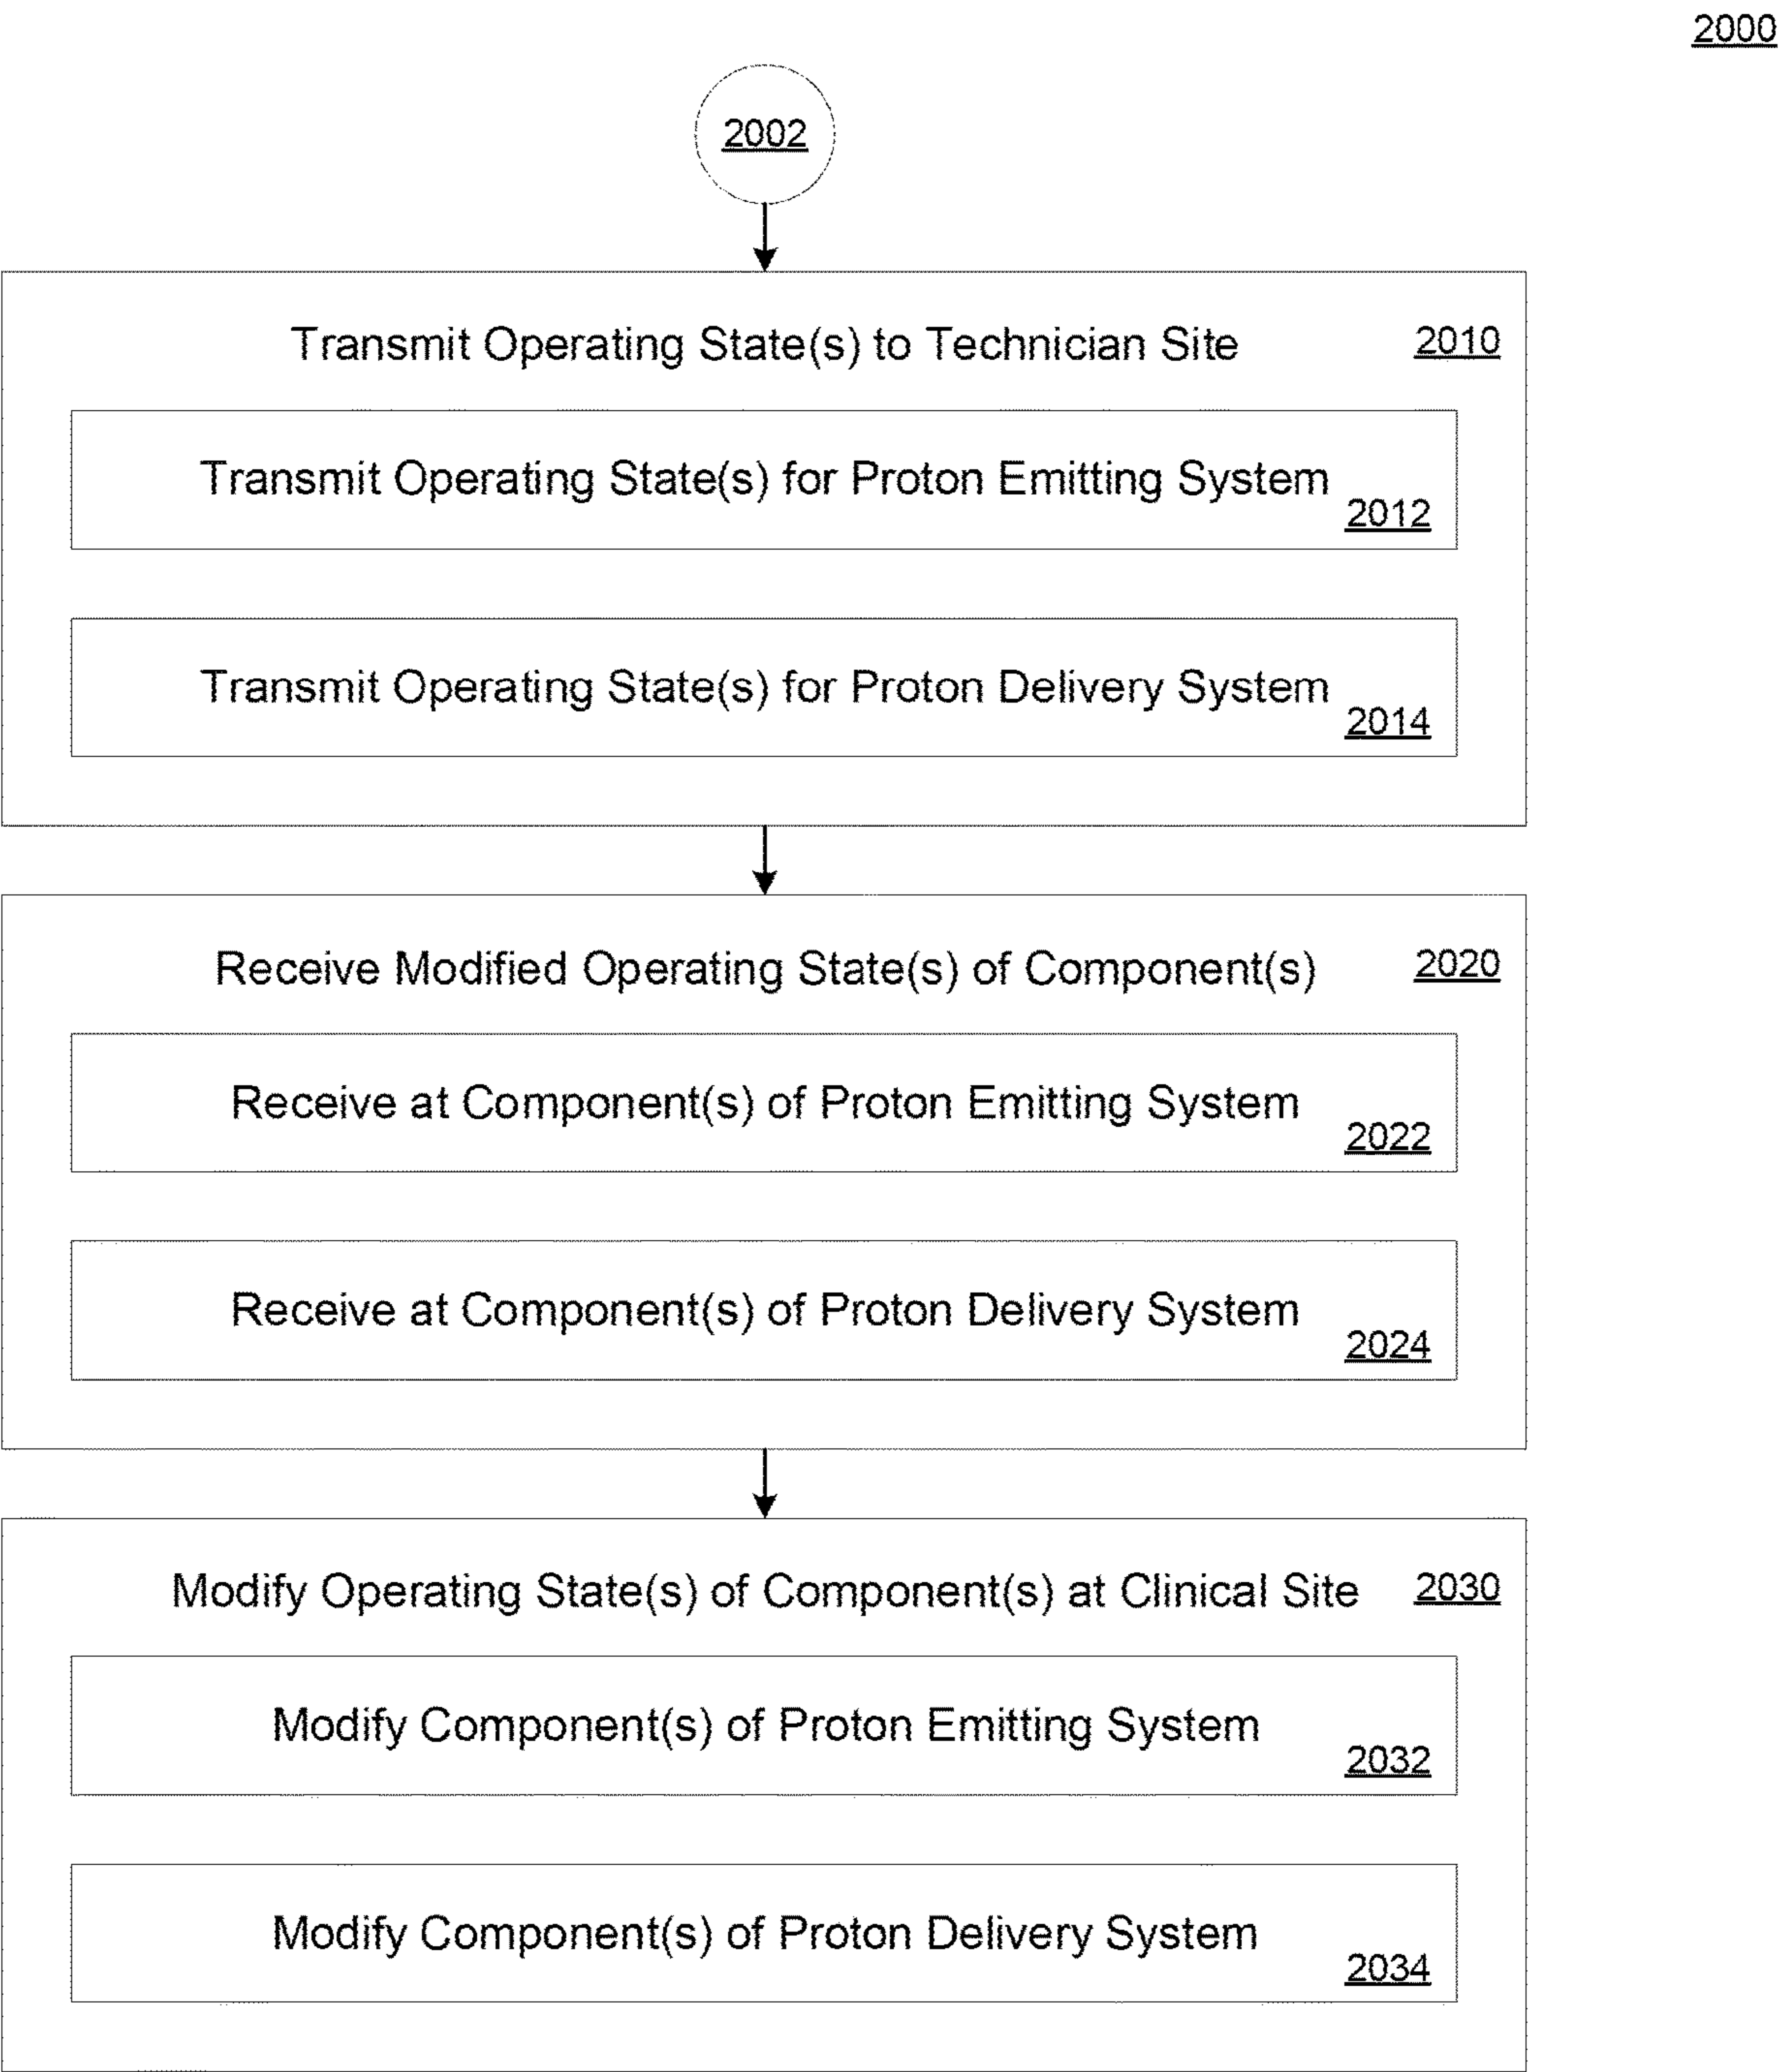 2000
2002
Transmit Operating State(s) to Technician Site 2010
Transmit Operating State(s) for Proton Emitting System
2012
Transmit Operating State(s) for Proton Delivery System
2014
Receive Modified Operating State(s) of Component(s) 2020
Receive at Component(s) of Proton Emitting System
2022
Receive at Component(s) of Proton Delivery System
2024
Modify Operating State(s) of Component(s) at Clinical Site 2030
Modify Component(s) of Proton Emitting System
2032
Modify Component(s) of Proton Delivery System
2034